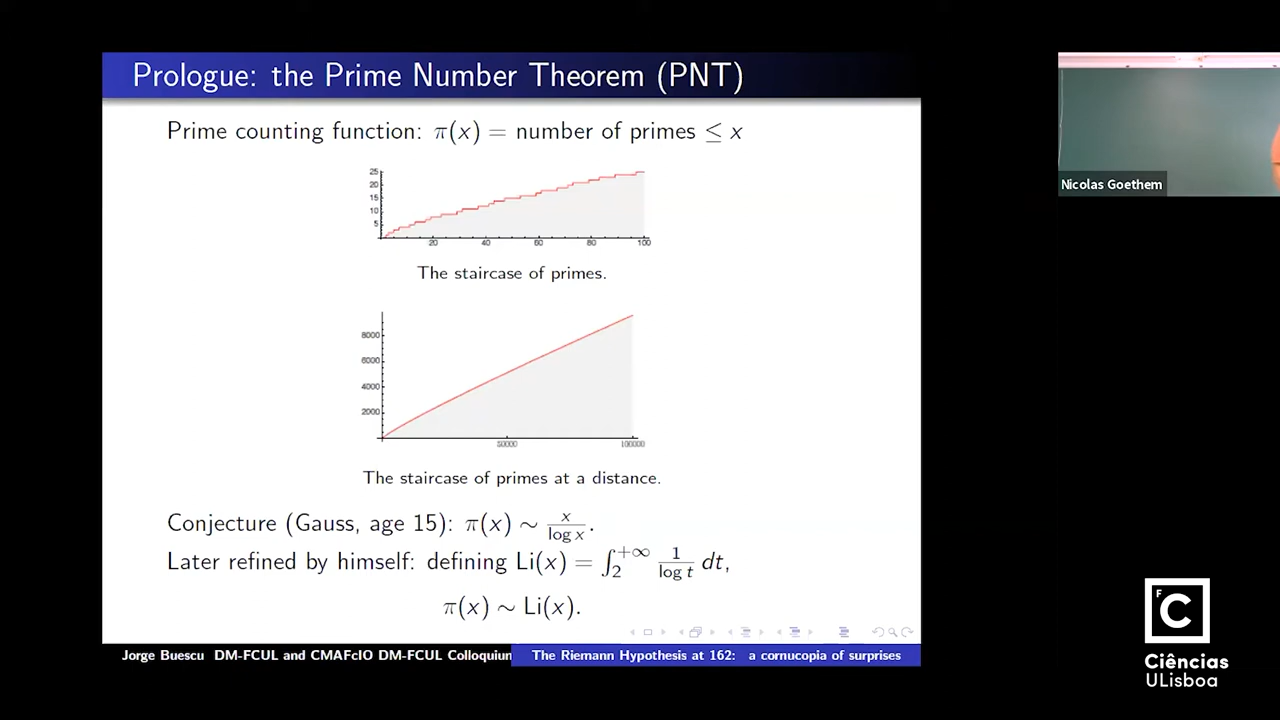 Prologue: the Prime Number Theorem (PNT)
Prime counting function: π(x) = number of primes ≤ x
25
20
15
10
5
20 40 60 80 100
The staircase of primes.
8000
6000
4000
2000
50000 100000
The staircase of primes at a distance.
Conjecture (Gauss, age 15): π(x) ∼ x/log x.
Later refined by himself: defining Li(x) = ∫₂^{+∞} 1/log t dt,
π(x) ∼ Li(x).
Jorge Buescu DM-FCUL and CMAFcIO DM-FCUL Colloquium
The Riemann Hypothesis at 162: a cornucopia of surprises
Nicolas Goethem
F
C
Ciências
ULisboa